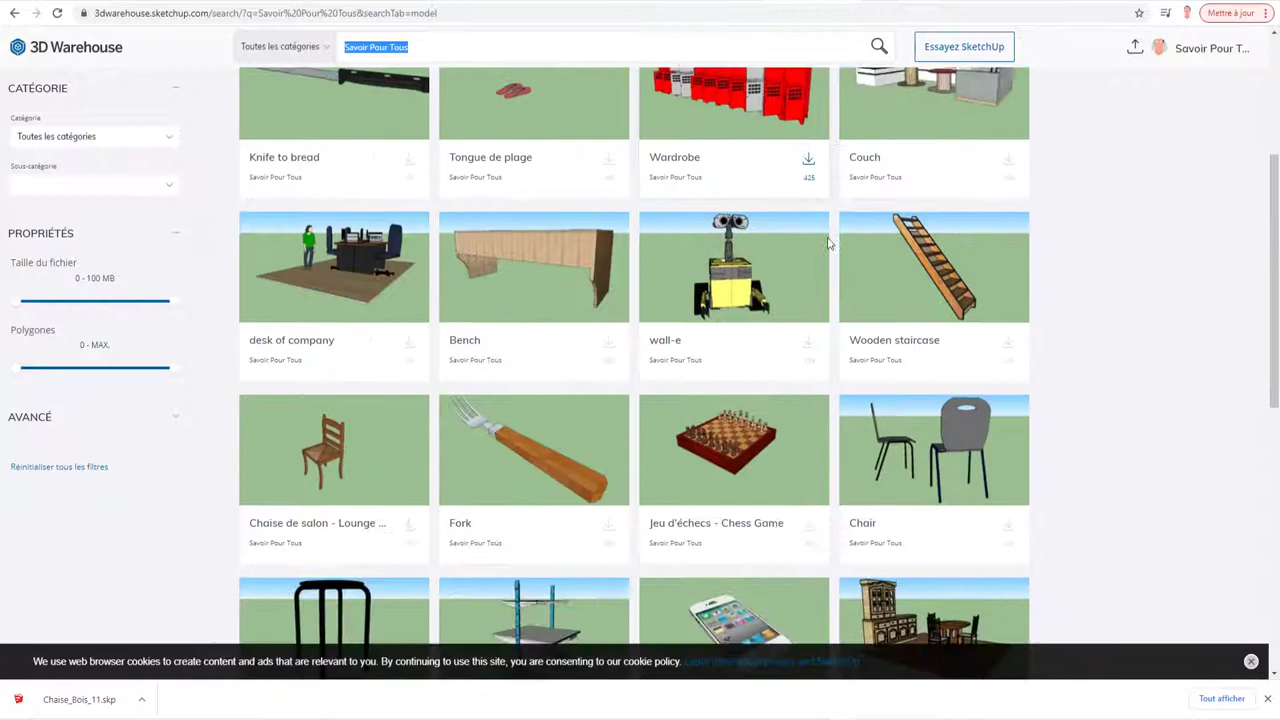 3dwarehouse.sketchup.com/search/?q=Savoir%20Pour%20Tous&searchTab=model
Mettre à jour
3D Warehouse
Toutes les catégories
Savoir Pour Tous
Essayez SketchUp
Savoir Pour T...
CATÉGORIE
Catégorie
Toutes les catégories
Sous-catégorie
PROPRIÉTÉS
Taille du fichier
0 - 100 MB
Polygones
0 - MAX.
AVANCÉ
Réinitialiser tous les filtres
Knife to bread
Savoir Pour Tous
Tongue de plage
Savoir Pour Tous
Wardrobe
Savoir Pour Tous
425
Couch
Savoir Pour Tous
desk of company
Savoir Pour Tous
Bench
Savoir Pour Tous
wall-e
Savoir Pour Tous
Wooden staircase
Savoir Pour Tous
Chaise de salon - Lounge ...
Savoir Pour Tous
Fork
Savoir Pour Tous
Jeu d'échecs - Chess Game
Savoir Pour Tous
Chair
Savoir Pour Tous
We use web browser cookies to create content and ads that are relevant to you. By continuing to use this site, you are consenting to our cookie policy.
Chaise_Bois_11.skp
Tout afficher